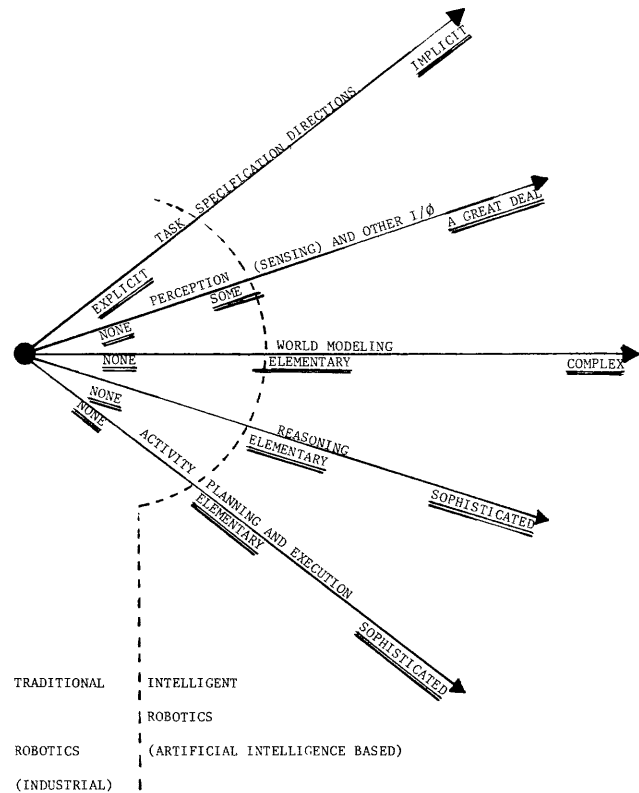 IMPLICIT
TASK SPECIFICATION DIRECTIONS
EXPLICIT
A GREAT DEAL
PERCEPTION (SENSING) AND OTHER I/Ø
SOME
NONE
WORLD MODELING
NONE
ELEMENTARY
COMPLEX
NONE
REASONING
ELEMENTARY
SOPHISTICATED
NONE
ACTIVITY PLANNING AND EXECUTION
ELEMENTARY
SOPHISTICATED
TRADITIONAL
ROBOTICS
(INDUSTRIAL)
INTELLIGENT
ROBOTICS
(ARTIFICIAL INTELLIGENCE BASED)